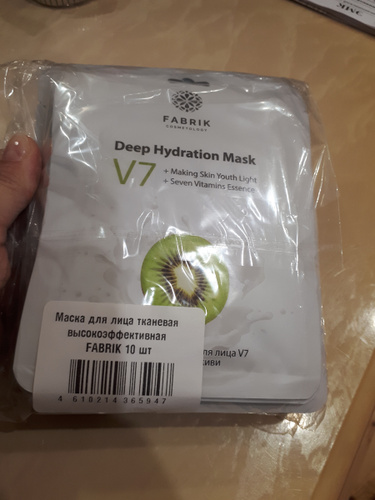 ЭМК
FABRIK
COSMETOLOGY
Deep Hydration Mask
V7
+ Making Skin Youth Light
+ Seven Vitamins Essence
Маска для лица тканевая
высокоэффективная
FABRIK 10 шт
4 610214 365947
для лица V7
киви